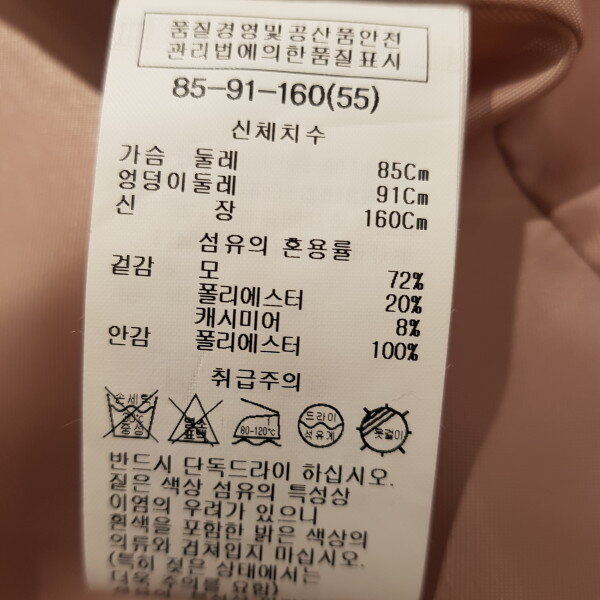 품질경영및공산품안전
관리법에의한품질표시
85-91-160(55)
신체치수
가슴 둘레 85Cm
엉덩이둘레 91Cm
신 장 160Cm
섬유의 혼용률
겉감 모 72%
폴리에스터 20%
캐시미어 8%
안감 폴리에스터 100%
취급주의
손세탁 30℃ 중성
염소 표백
80-120℃
드라이 석유계
옷걸이
반드시 단독드라이 하십시오.
짙은 색상 섬유의 특성상
이염의 우려가 있으니
흰색을 포함한 밝은 색상의
의류와 겹쳐입지 마십시오.
(특히 젖은 상태에서는
더욱 주의를 요함)